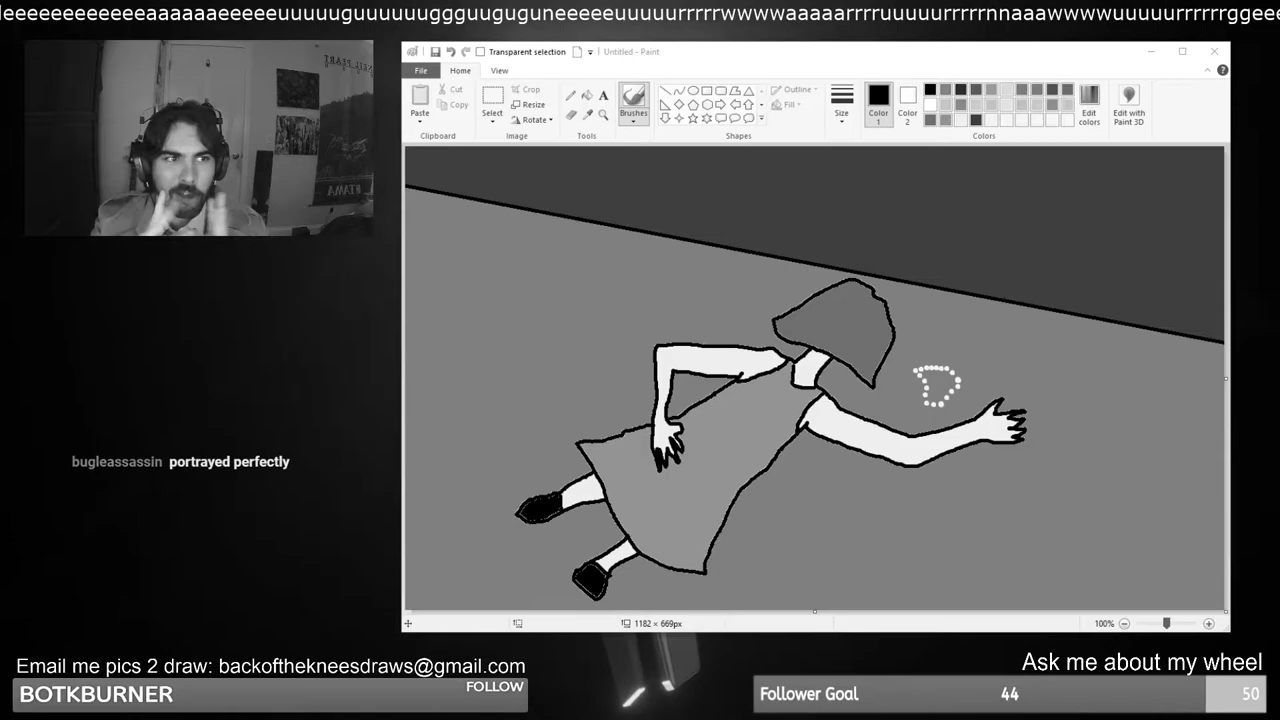 leeeeeeeeeeeeaaaaaaeeeeeuuuuuguuuuuuggguuguguneeeeeuuuuurrrrrwwwwaaaaarrrruuuuurrrrrnnaaawwwwuuuuurrrrrrggeee
Transparent selection
Untitled - Paint
File
Home
View
Cut
Copy
Paste
Clipboard
Crop
Resize
Rotate
Select
Image
Tools
Brushes
Outline
Fill
Shapes
Size
Color 1
Color 2
Edit colors
Edit with Paint 3D
Colors
D
bugleassassin portrayed perfectly
1182 × 669px
100%
Email me pics 2 draw: backofthekneesdraws@gmail.com
BOTKBURNER
FOLLOW
Ask me about my wheel
Follower Goal 44 50